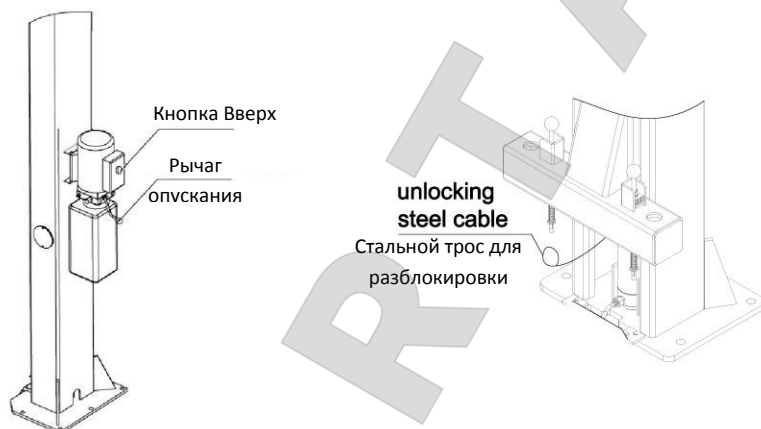 Кнопка Вверх
Рычаг
опускания
unlocking
steel cable
Стальной трос для
разблокировки
R T A